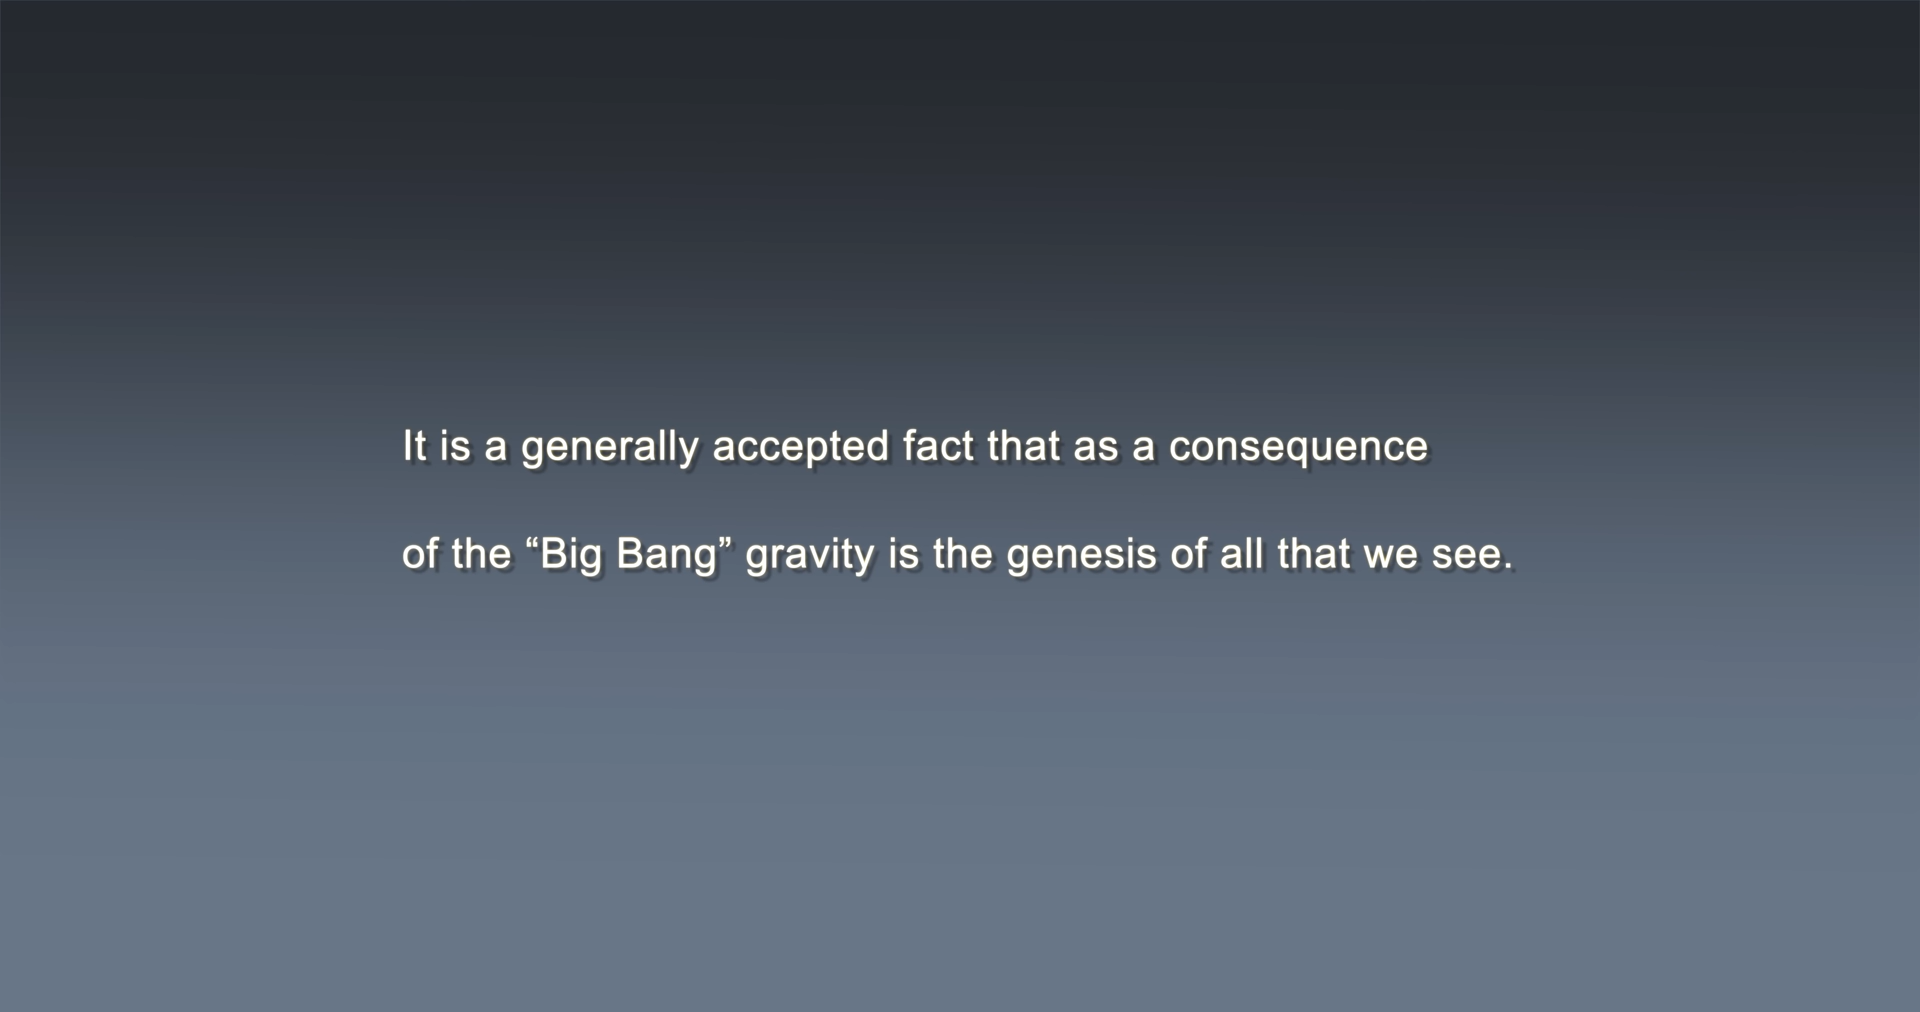 It is a generally accepted fact that as a consequence
of the “Big Bang” gravity is the genesis of all that we see.